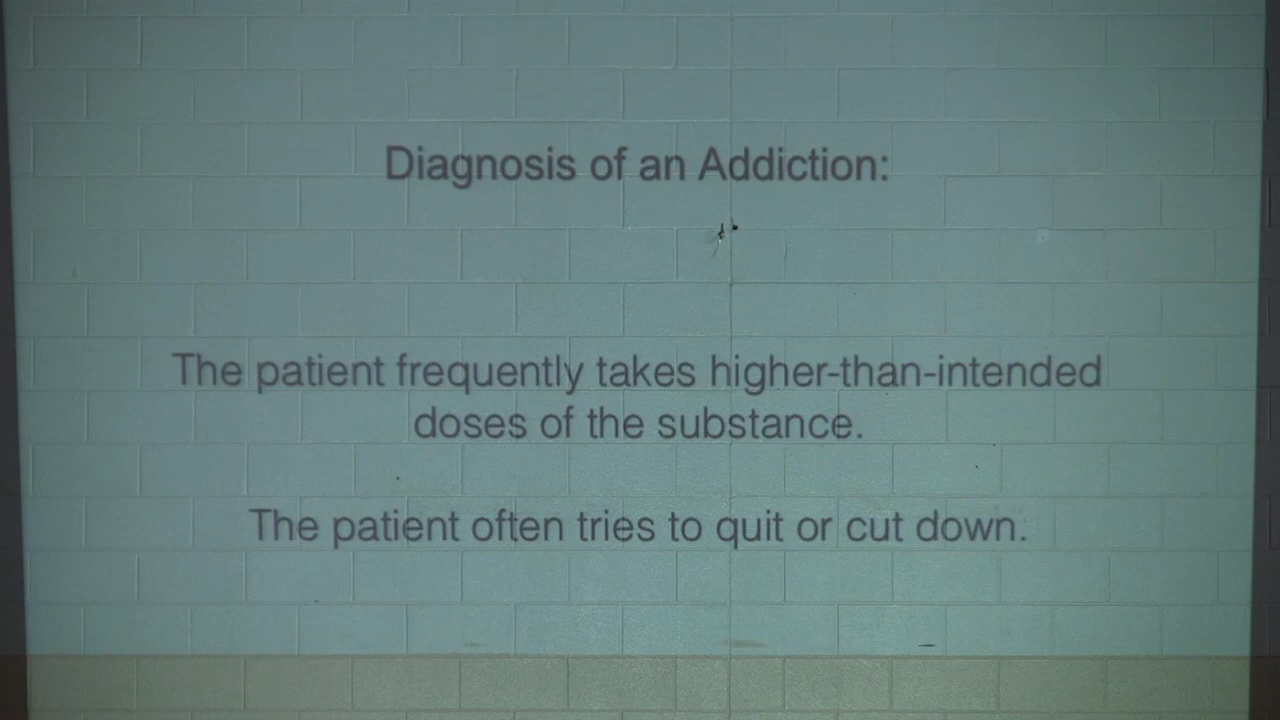 Diagnosis of an Addiction:
The patient frequently takes higher-than-intended
doses of the substance.
The patient often tries to quit or cut down.